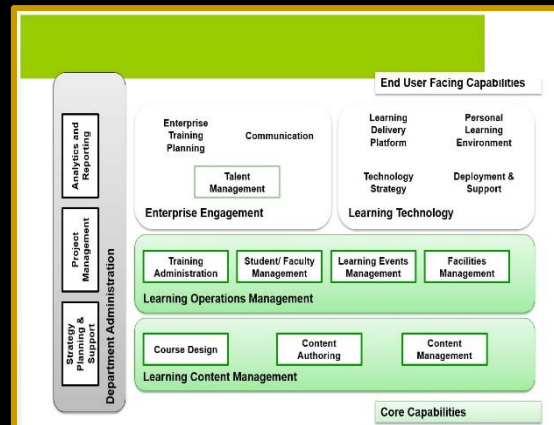 End User Facing Capabilities
Analytics and
Reporting
Project
Management
Strategy
Planning &
Support
Department Administration
Enterprise
Training
Planning
Communication
Talent
Management
Enterprise Engagement
Learning
Delivery
Platform
Personal
Learning
Environment
Technology
Strategy
Deployment &
Support
Learning Technology
Training
Administration
Student/ Faculty
Management
Learning Events
Management
Facilities
Management
Learning Operations Management
Course Design
Content
Authoring
Content
Management
Learning Content Management
Core Capabilities